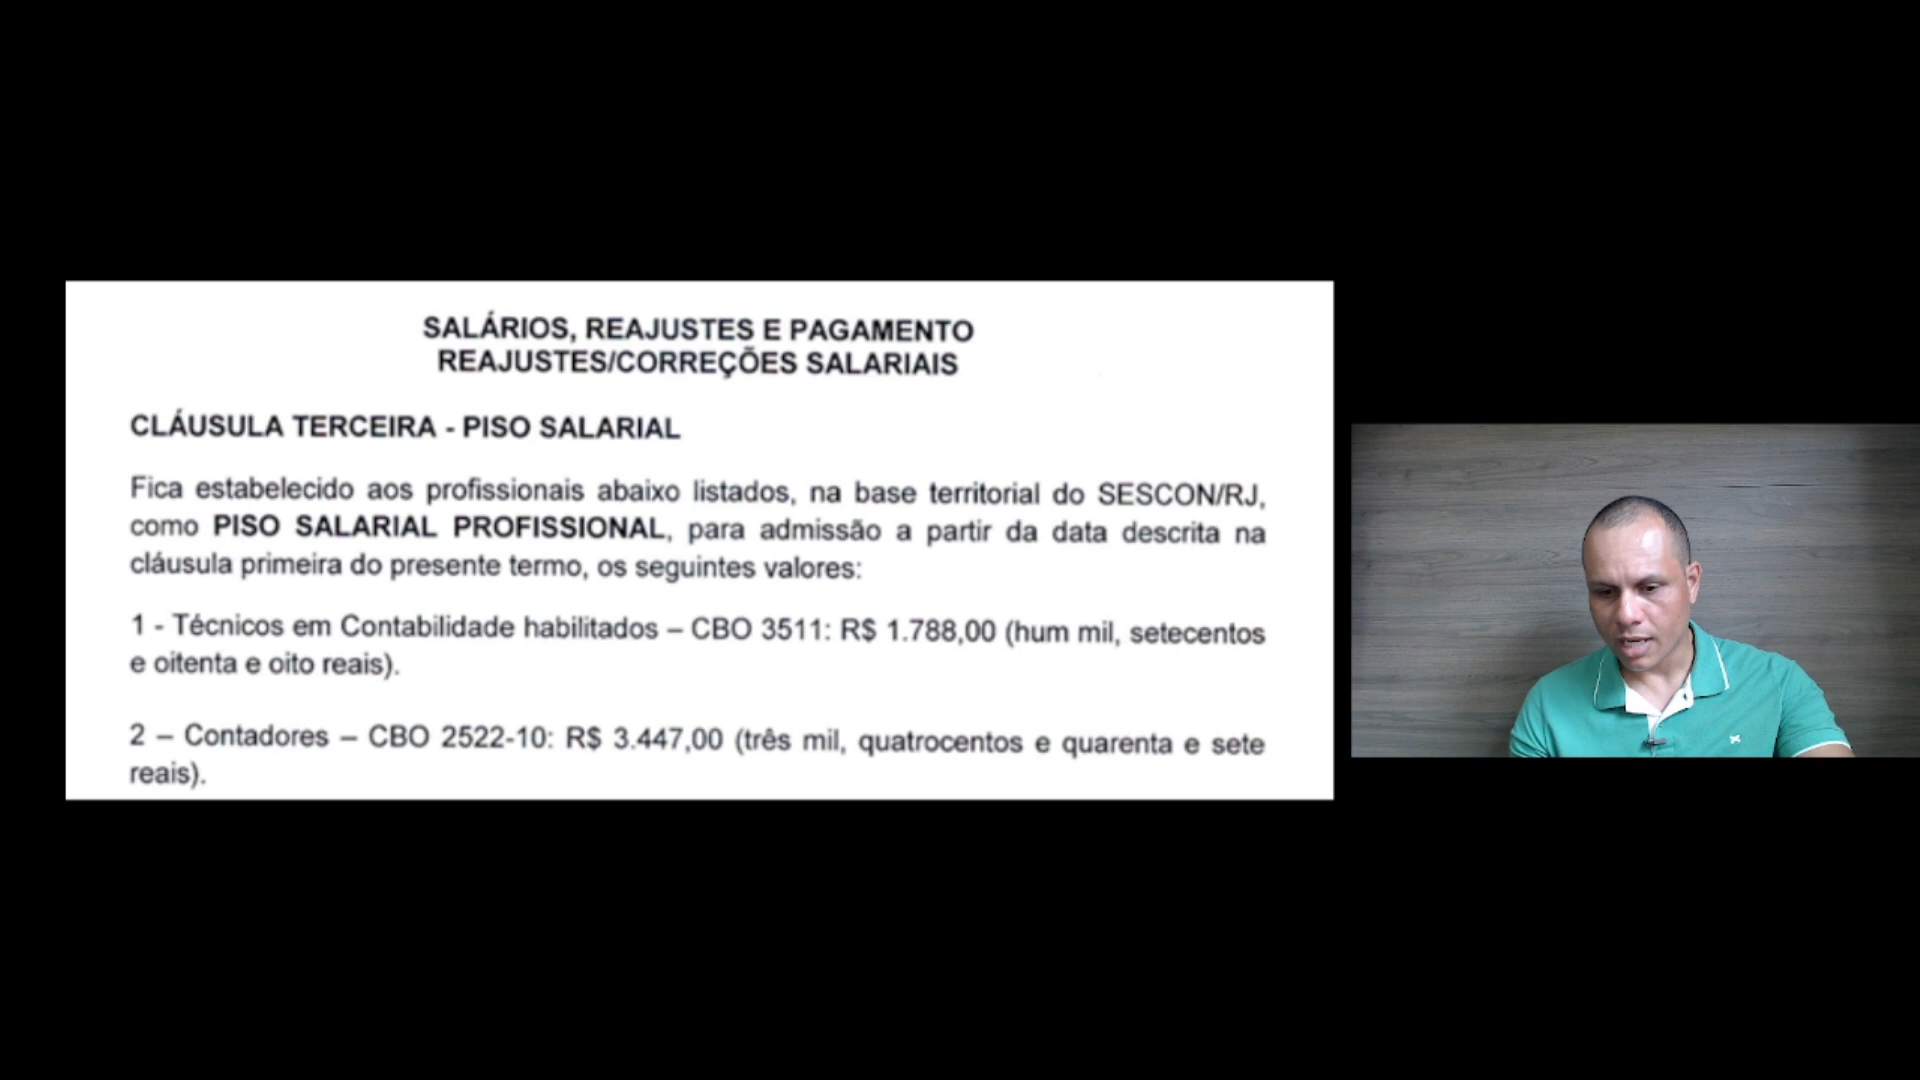 SALÁRIOS, REAJUSTES E PAGAMENTO
REAJUSTES/CORREÇÕES SALARIAIS
CLÁUSULA TERCEIRA - PISO SALARIAL
Fica estabelecido aos profissionais abaixo listados, na base territorial do SESCON/RJ,
como PISO SALARIAL PROFISSIONAL, para admissão a partir da data descrita na
cláusula primeira do presente termo, os seguintes valores:
1 - Técnicos em Contabilidade habilitados – CBO 3511: R$ 1.788,00 (hum mil, setecentos
e oitenta e oito reais).
2 – Contadores – CBO 2522-10: R$ 3.447,00 (três mil, quatrocentos e quarenta e sete
reais).